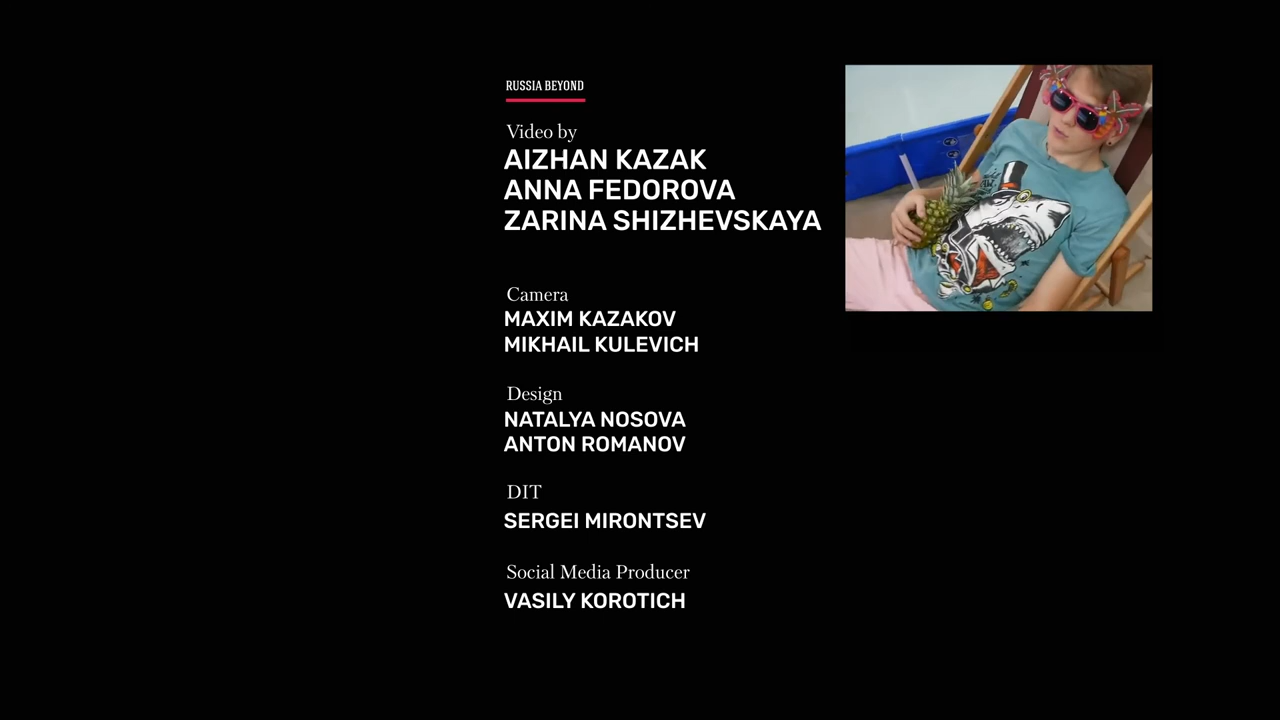 RUSSIA BEYOND
Video by
AIZHAN KAZAK
ANNA FEDOROVA
ZARINA SHIZHEVSKAYA
Camera
MAXIM KAZAKOV
MIKHAIL KULEVICH
Design
NATALYA NOSOVA
ANTON ROMANOV
DIT
SERGEI MIRONTSEV
Social Media Producer
VASILY KOROTICH